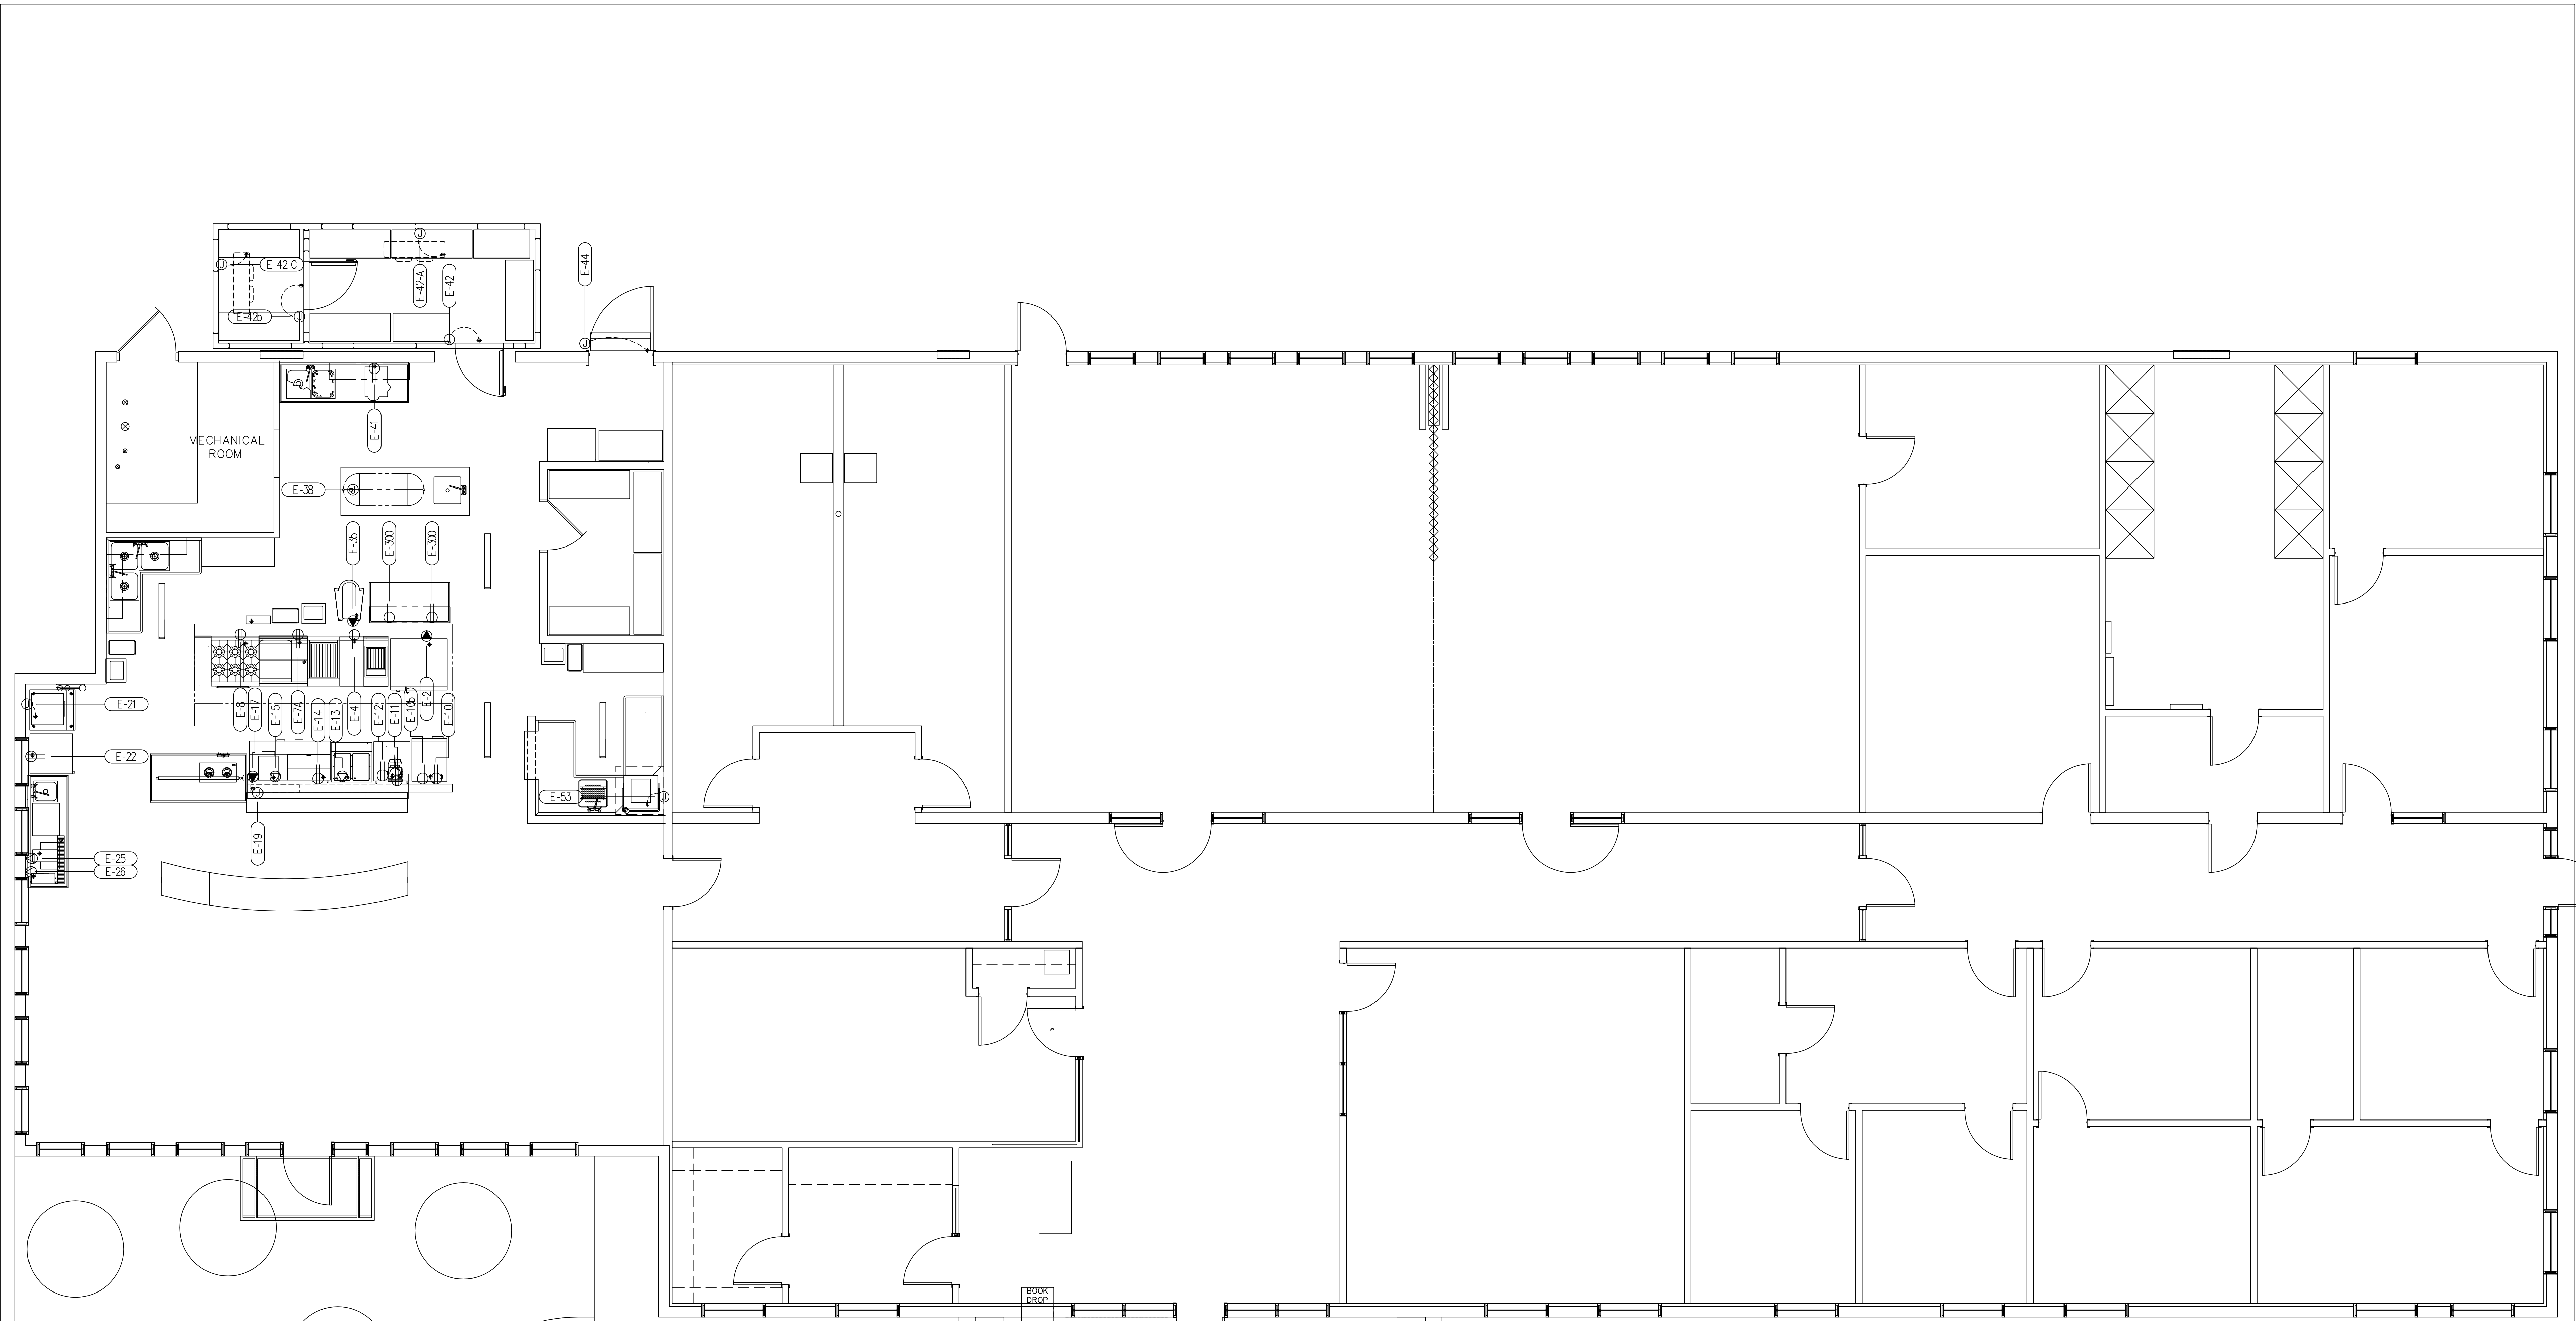 E-44
E-42-C
E-42-A
E-42
E-42b
J
J
J
J
J
E-41
MECHANICAL
ROOM
E-38
J
E-35
E-300
E-300
E-21
J
E-8
E-17
E-15
E-7A
E-14
E-13
E-4
E-12
E-11
E-10b
E-2
E-10
E-22
E-53
J
J
E-19
E-25
E-26
BOOK
DROP